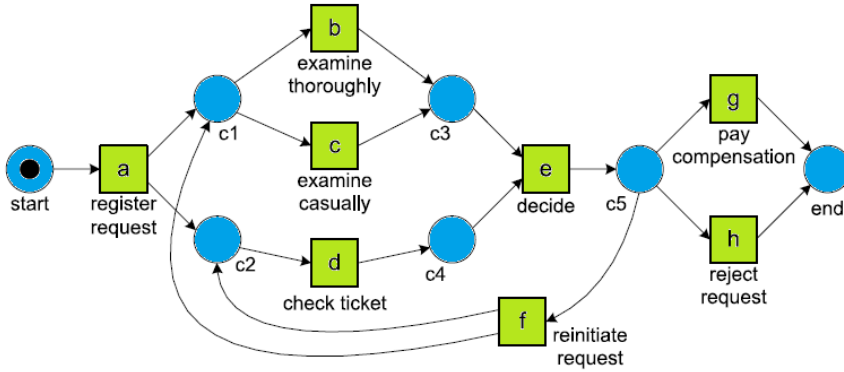 b
examine
thoroughly
c1
c3
g
pay
compensation
c
examine
casually
start
a
register
request
e
decide
c5
end
c2
d
check ticket
c4
h
reject
request
f
reinitiate
request